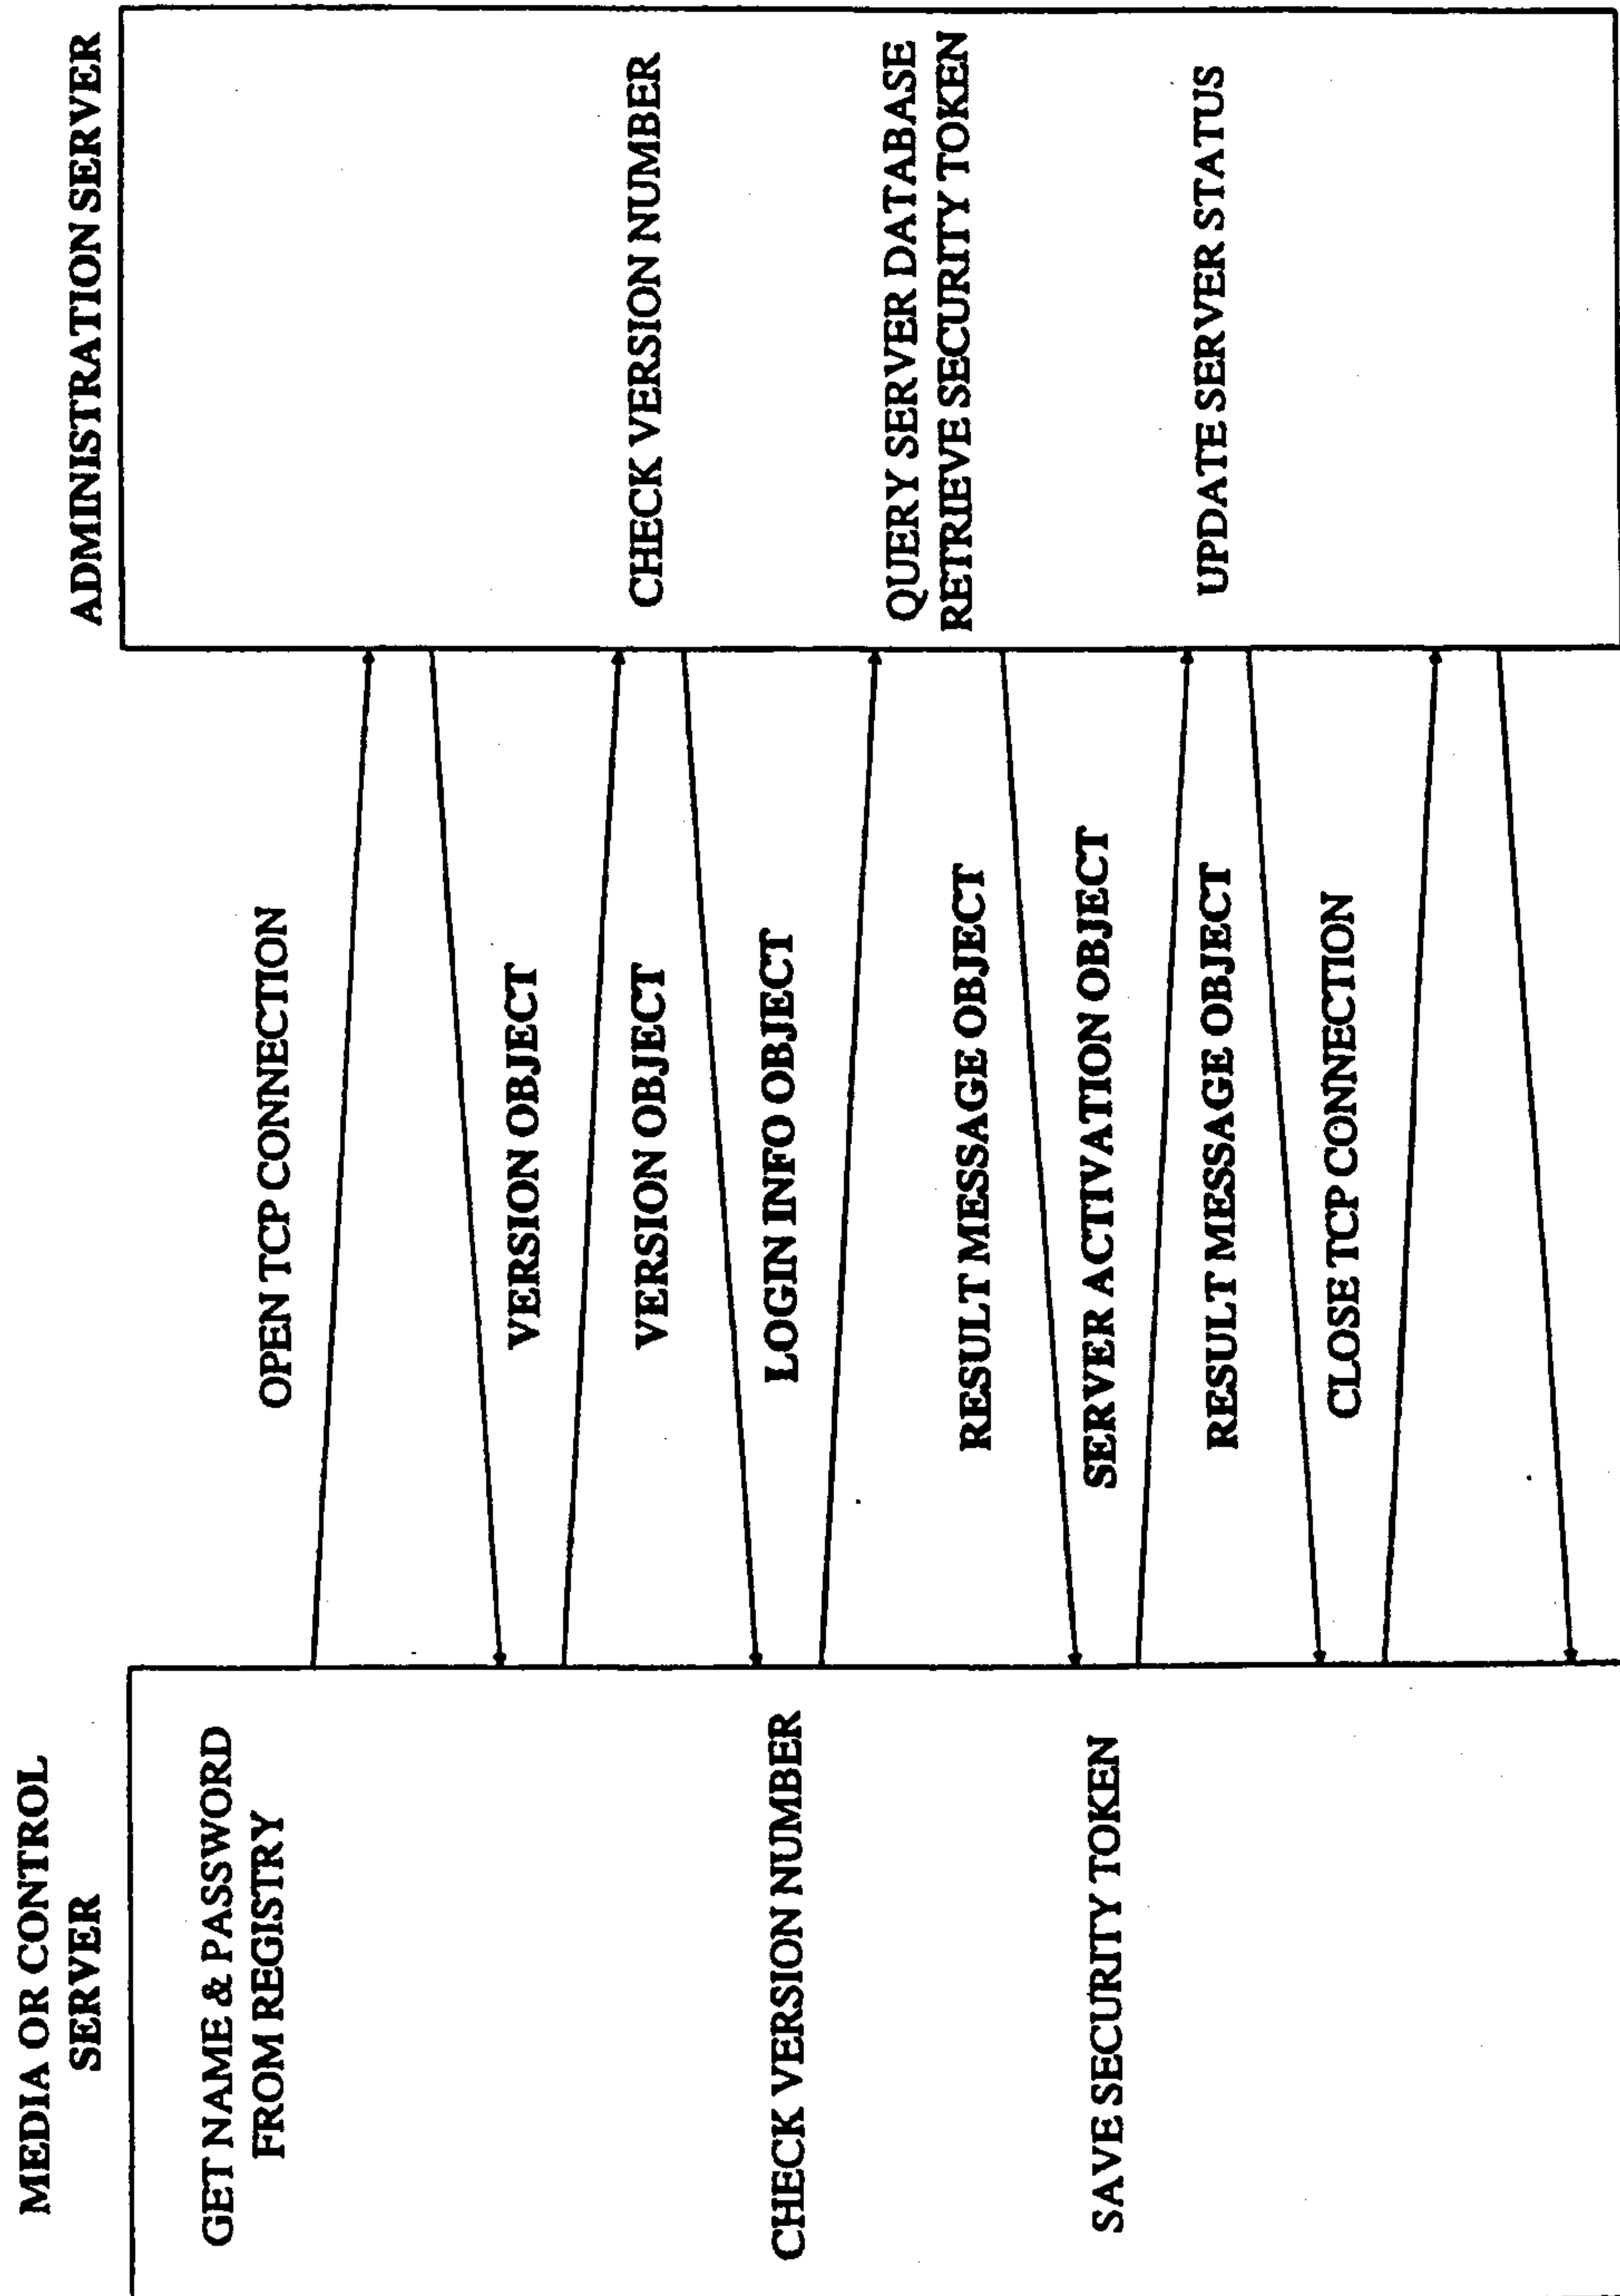 MEDIA OR CONTROL
SERVER
ADMINISTRATION SERVER
GET NAME & PASSWORD
FROM REGISTRY
OPEN TCP CONNECTION
VERSION OBJECT
CHECK VERSION NUMBER
VERSION OBJECT
CHECK VERSION NUMBER
LOGIN INFO OBJECT
QUERY SERVER DATABASE
RETRIEVE SECURITY TOKEN
RESULT MESSAGE OBJECT
SAVE SECURITY TOKEN
SERVER ACTIVATION OBJECT
UPDATE SERVER STATUS
RESULT MESSAGE OBJECT
CLOSE TCP CONNECTION